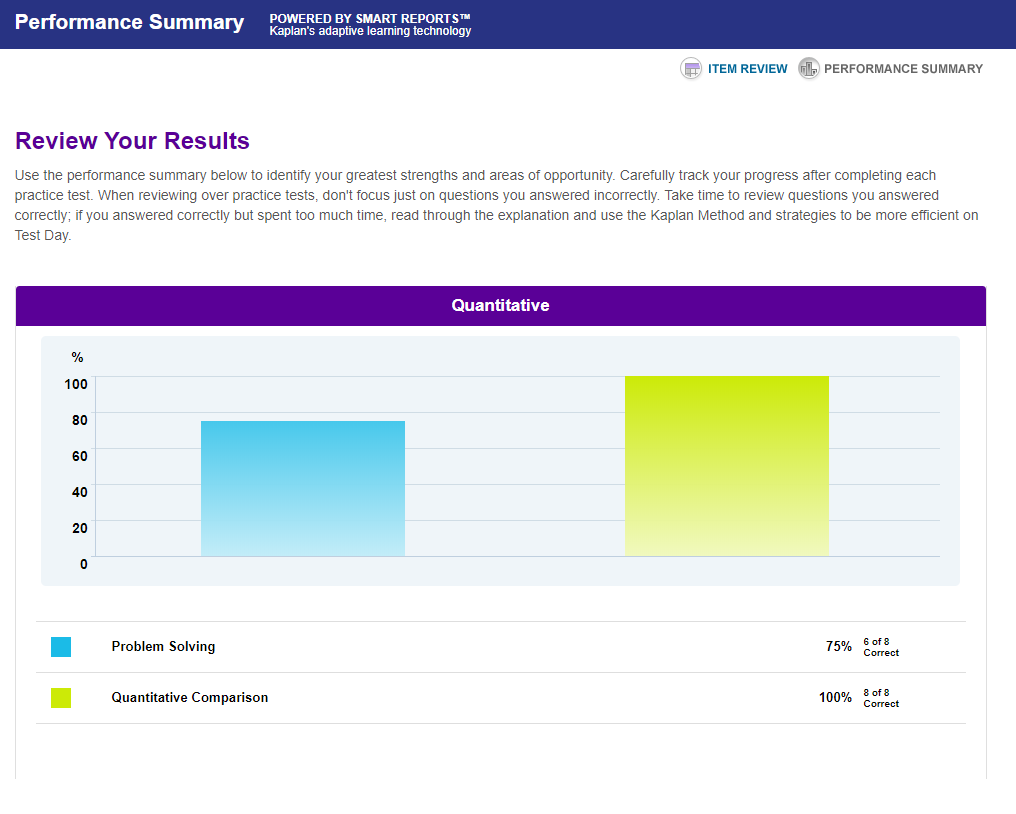 Performance Summary
POWERED BY SMART REPORTS™
Kaplan's adaptive learning technology
ITEM REVIEW
PERFORMANCE SUMMARY
Review Your Results
Use the performance summary below to identify your greatest strengths and areas of opportunity. Carefully track your progress after completing each
practice test. When reviewing over practice tests, don't focus just on questions you answered incorrectly. Take time to review questions you answered
correctly; if you answered correctly but spent too much time, read through the explanation and use the Kaplan Method and strategies to be more efficient on
Test Day.
Quantitative
%
100
80
60
40
20
0
Problem Solving 75% 6 of 8
Correct
Quantitative Comparison 100% 8 of 8
Correct